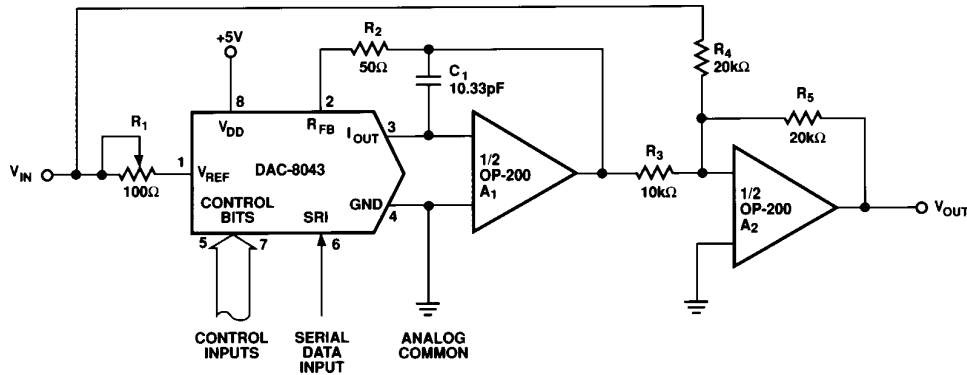 +5V
R2
50Ω
C1
10.33pF
R4
20kΩ
R5
20kΩ
8
2
VDD
RFB
IOUT
3
R1
VIN
100Ω
1
VREF
DAC-8043
CONTROL
BITS
SRI
GND
4
5
7
6
1/2
OP-200
A1
R3
10kΩ
1/2
OP-200
A2
VOUT
CONTROL
INPUTS
SERIAL
DATA
INPUT
ANALOG
COMMON